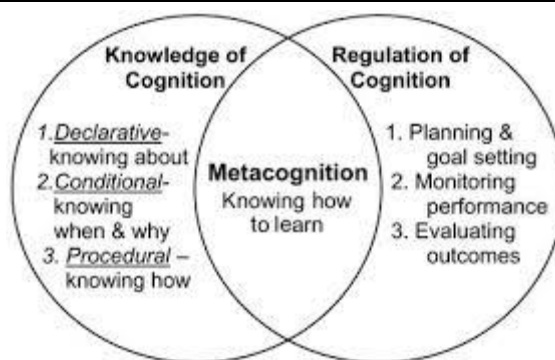 Knowledge of
Cognition
1.Declarative-
knowing about
2.Conditional-
knowing
when & why
3. Procedural –
knowing how
Metacognition
Knowing how
to learn
Regulation of
Cognition
1. Planning &
goal setting
2. Monitoring
performance
3. Evaluating
outcomes